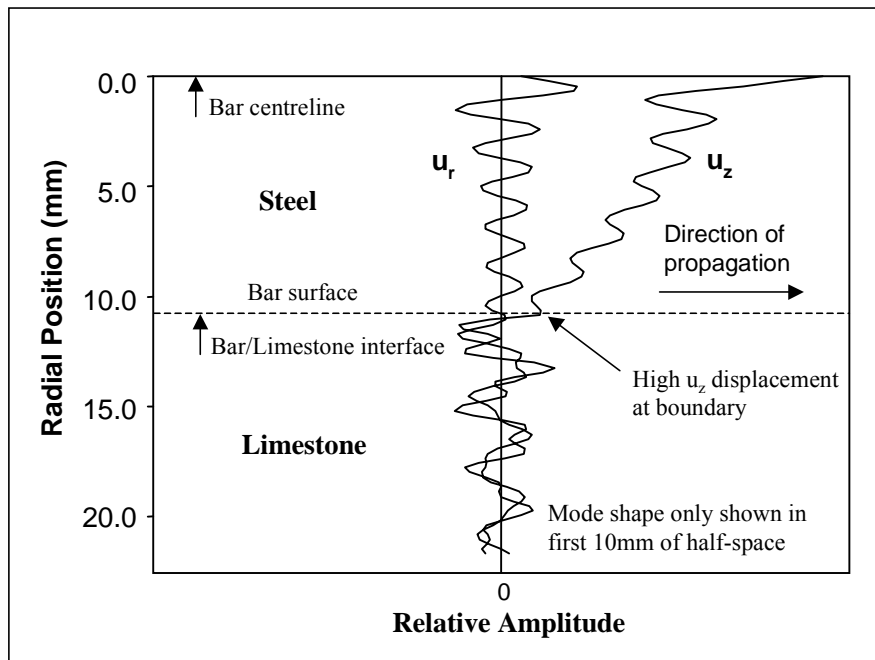 0.0
Bar centreline
u_r
u_z
Radial Position (mm)
5.0
Steel
Direction of
propagation
Bar surface
10.0
Bar/Limestone interface
High u_z displacement
at boundary
15.0
Limestone
20.0
Mode shape only shown in
first 10mm of half-space
0
Relative Amplitude